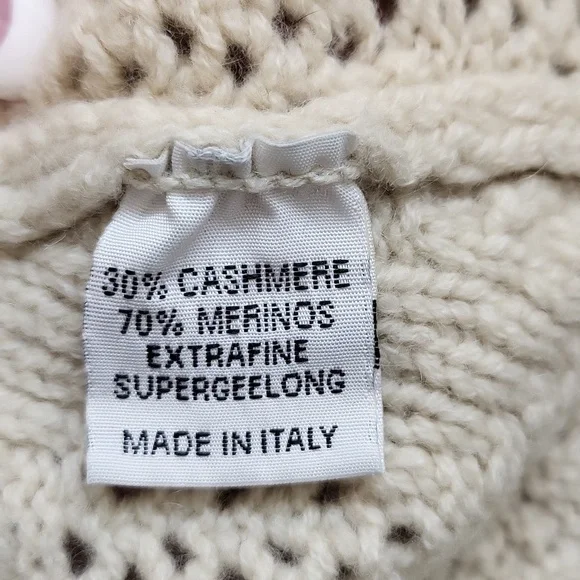 30% CASHMERE
70% MERINOS
EXTRAFINE
SUPERGEELONG
MADE IN ITALY